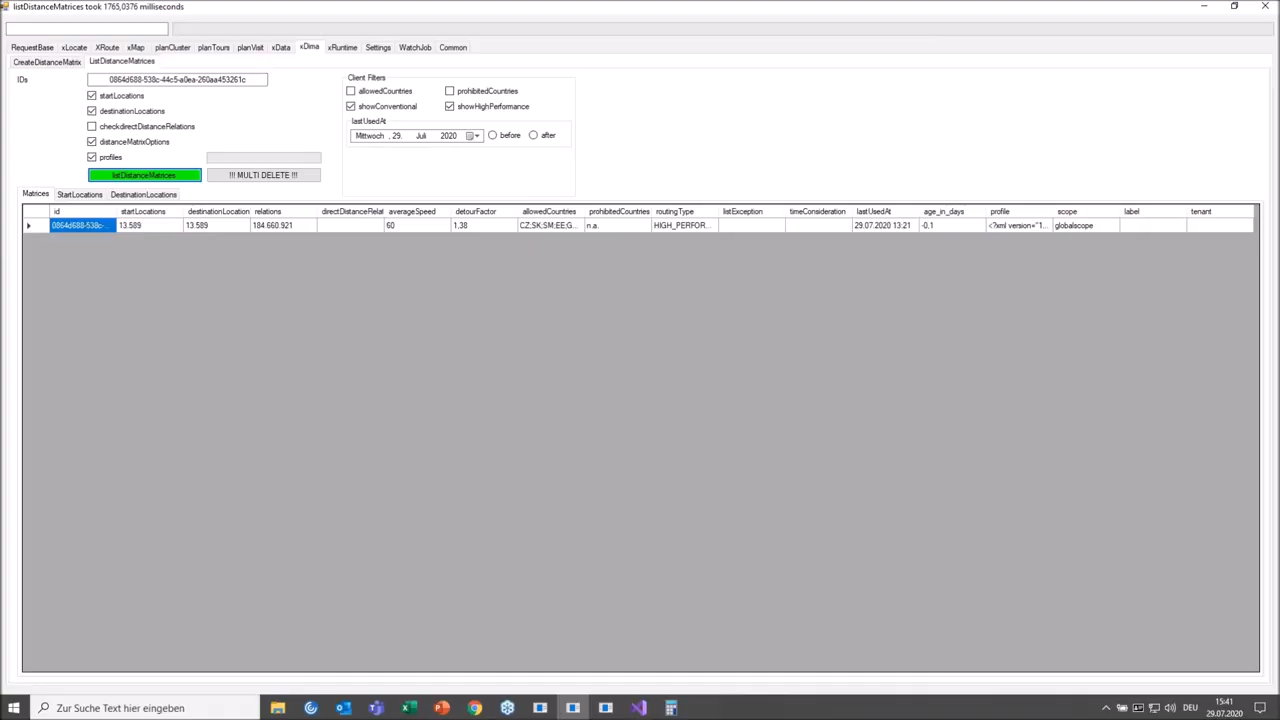 listDistanceMatrices took 1765,0376 milliseconds
RequestBase xLocate XRoute xMap planCluster planTours planVisit xData xDima xRuntime Settings WatchJob Common
CreateDistanceMatrix ListDistanceMatrices
IDs 0864d688-538c-44c5-a0ea-260aa453261c
startLocations
destinationLocations
checkdirectDistanceRelations
distanceMatrixOptions
profiles
listDistanceMatrices !!! MULTI DELETE !!!
Client Filters
allowedCountries prohibitedCountries
showConventional showHighPerformance
lastUsedAt
Mittwoch , 29. Juli 2020 before after
Matrices StartLocations DestinationLocations
id startLocations destinationLocation relations directDistanceRelat averageSpeed detourFactor allowedCountries prohibitedCountries routingType listException timeConsideration lastUsedAt age_in_days profile scope label tenant
0864d688-538c-... 13.589 13.589 184.660.921 60 1.38 CZ;SK;SM;EE;G... n.a. HIGH_PERFOR... 29.07.2020 13:21 -0,1 <?xml version="1... globalscope
Zur Suche Text hier eingeben
DEU
15:41
29.07.2020